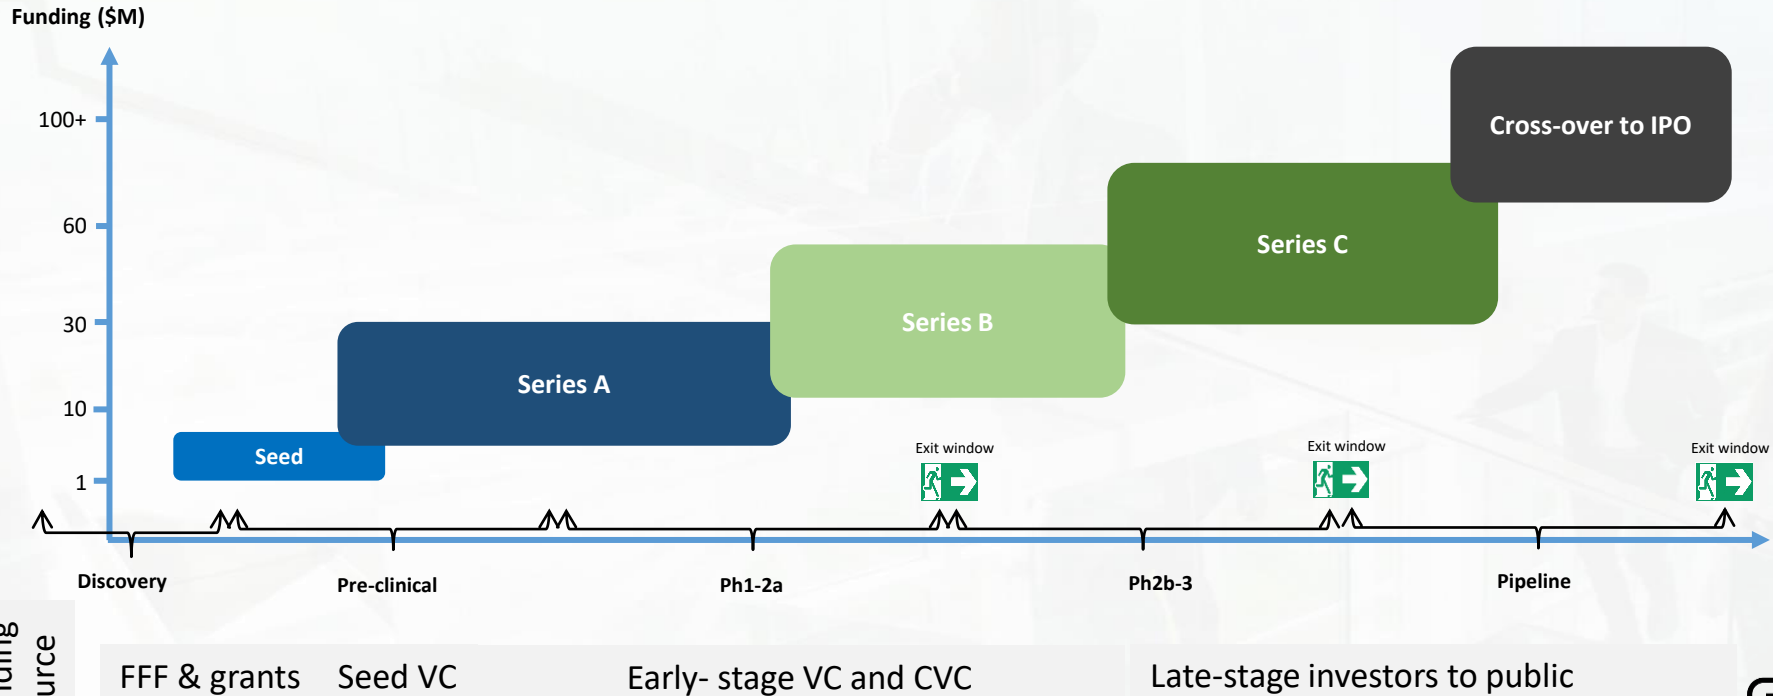 Funding ($M)
100+
Cross-over to IPO
60
Series C
30
Series B
Series A
10
Seed
Exit window
Exit window
Exit window
1
Discovery
Pre-clinical
Ph1-2a
Ph2b-3
Pipeline
FFF & grants
Seed VC
Early- stage VC and CVC
Late-stage investors to public